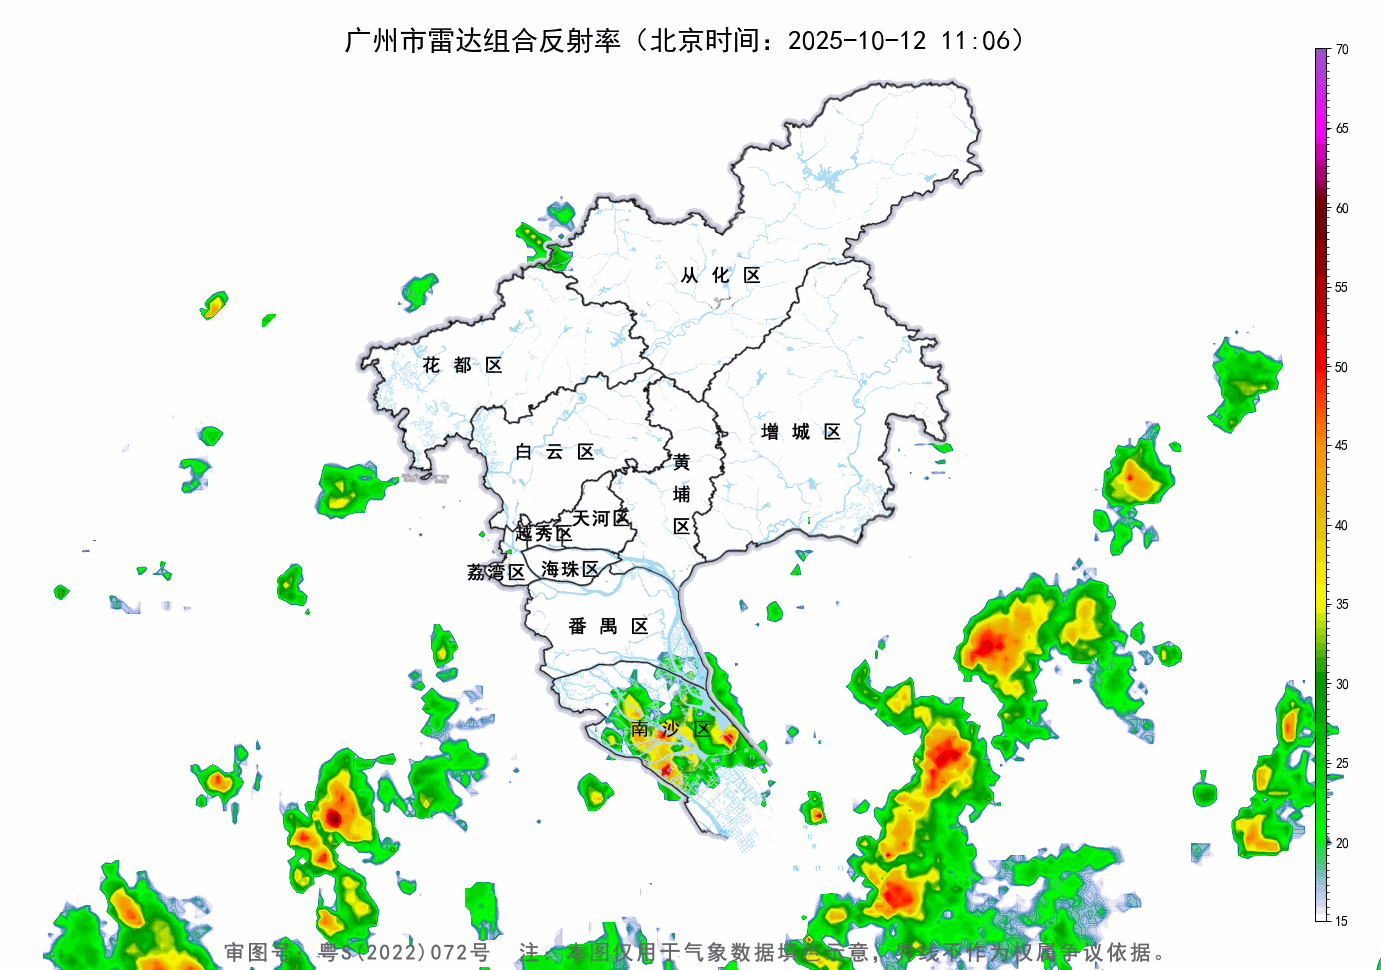 广州市雷达组合反射率（北京时间：2025-10-12 11:06）
70
65
60
55
50
45
40
35
30
25
20
15
从化区
花都区
增城区
白云区
黄埔区
天河区
越秀区
荔湾区
海珠区
番禺区
南沙区
审图号：粤S(2022)072号 注：本图仅用于气象数据填色示意，界线不作为权属争议依据。